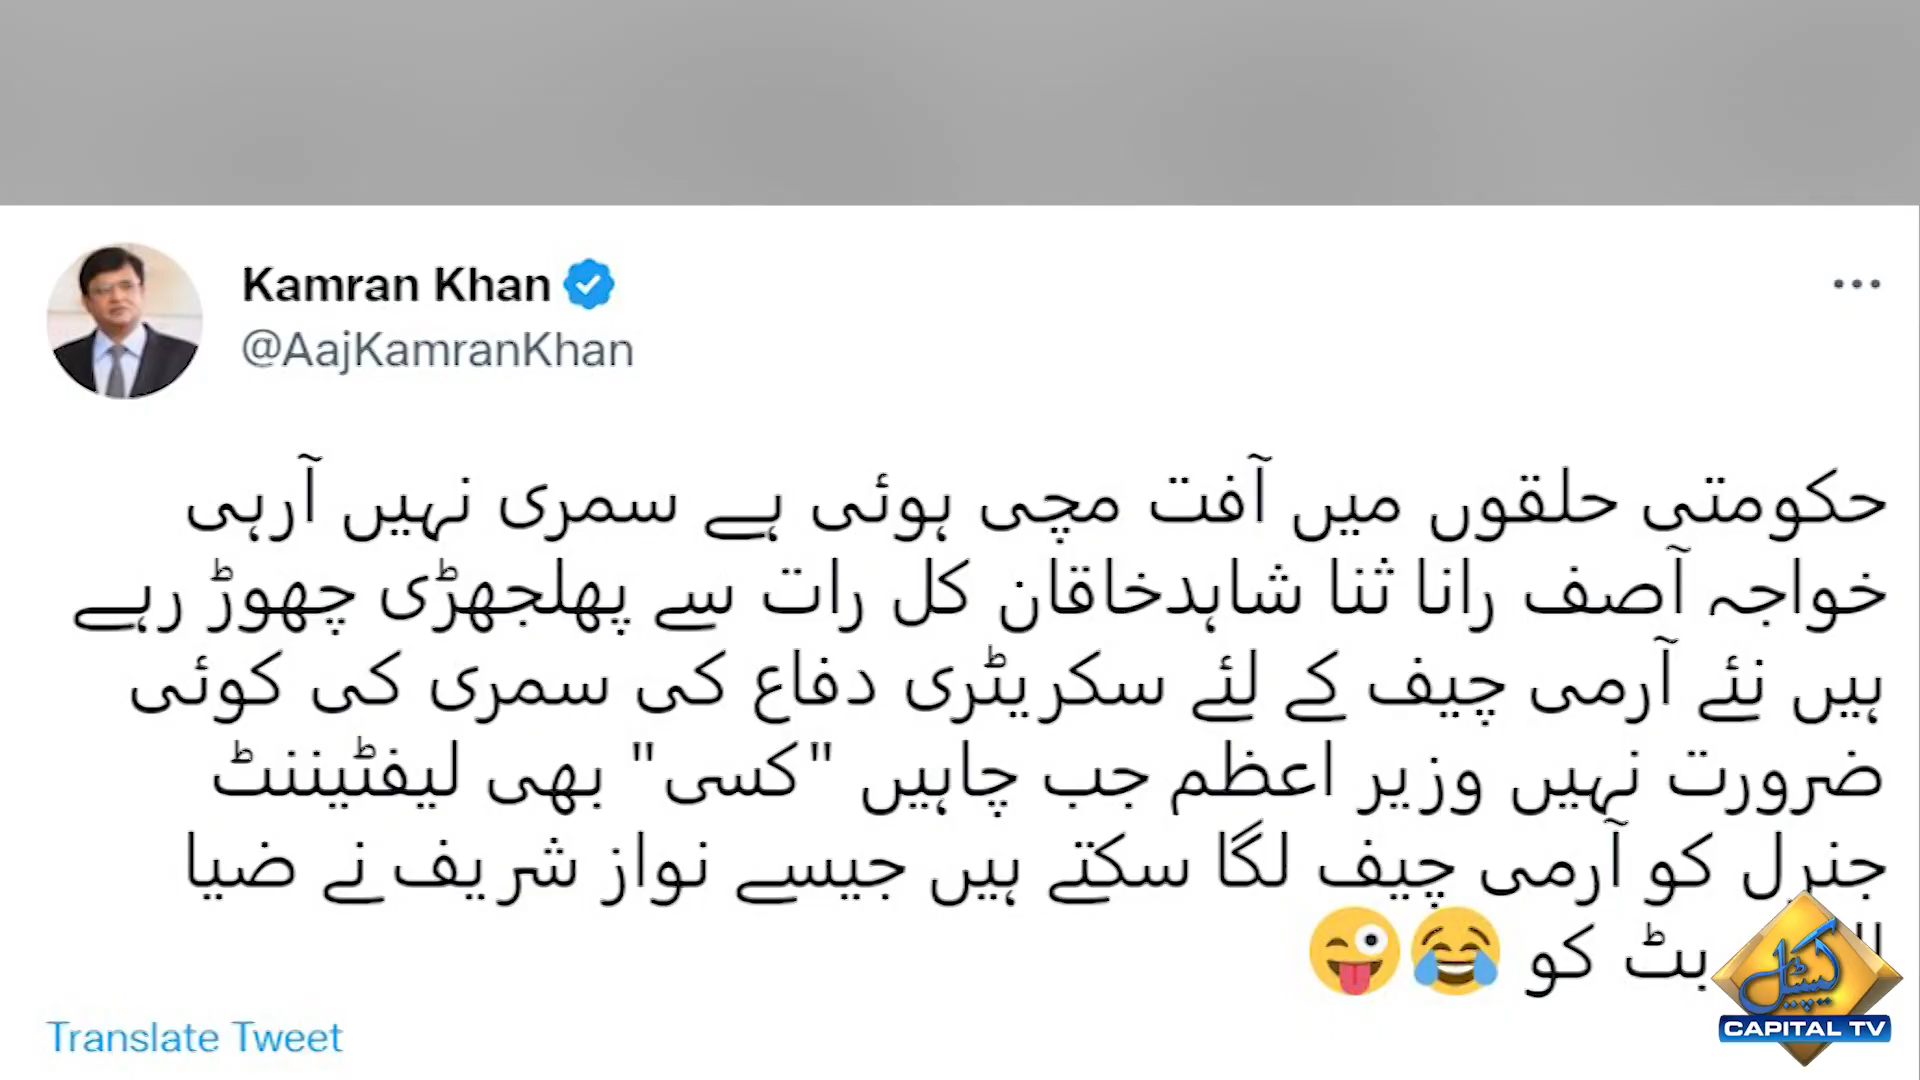 Kamran Khan
@AajKamranKhan
حکومتی حلقوں میں آفت مچی ہوئی ہے سمری نہیں آرہی
خواجہ آصف رانا ثنا شاہدخاقان کل رات سے پھلجھڑی چھوڑ رہے
ہیں نئے آرمی چیف کے لئے سکریٹری دفاع کی سمری کی کوئی
ضرورت نہیں وزیر اعظم جب چاہیں "کسی" بھی لیفٹیننٹ
جنرل کو آرمی چیف لگا سکتے ہیں جیسے نواز شریف نے ضیا
بٹ کو 😂😜
Translate Tweet
کیپیٹل
CAPITAL TV